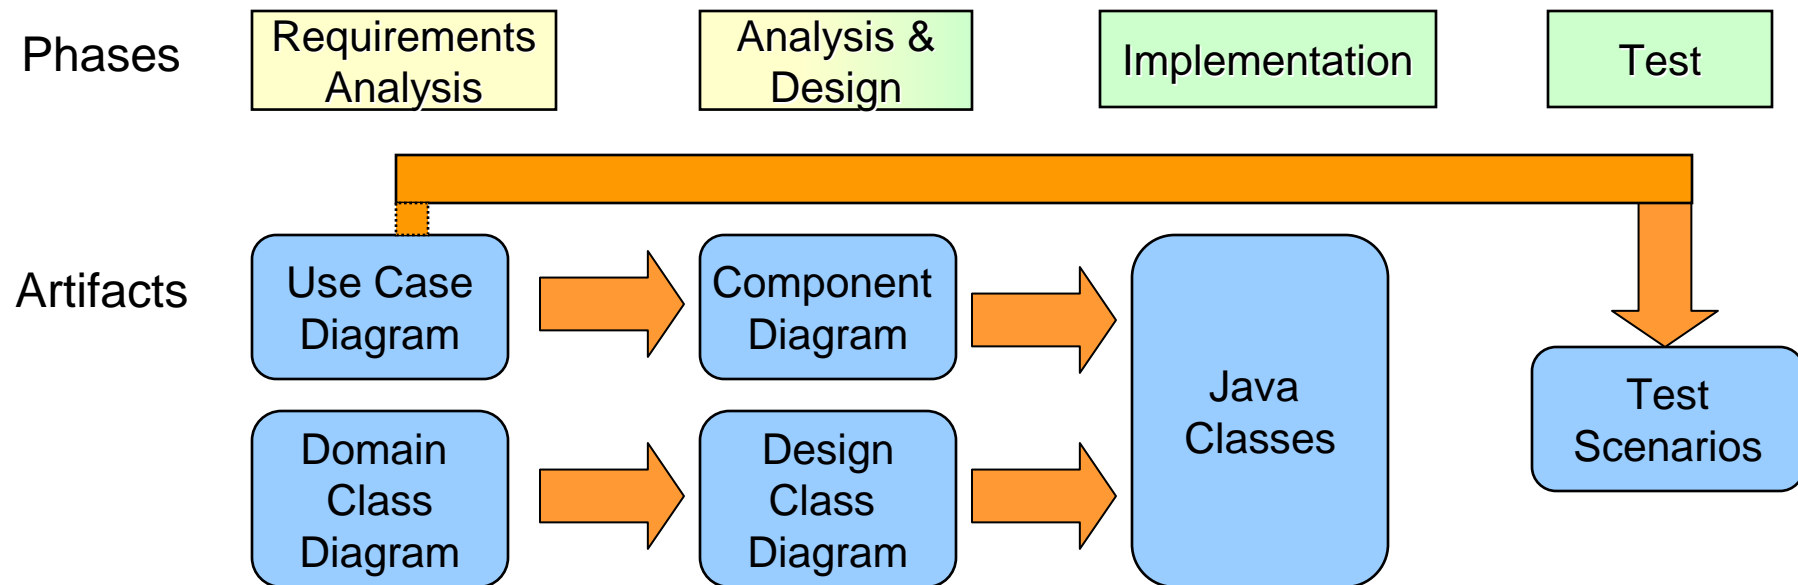 Phases
Requirements
Analysis
Analysis &
Design
Implementation
Test
Artifacts
Use Case
Diagram
Component
Diagram
Java
Classes
Test
Scenarios
Domain
Class
Diagram
Design
Class
Diagram